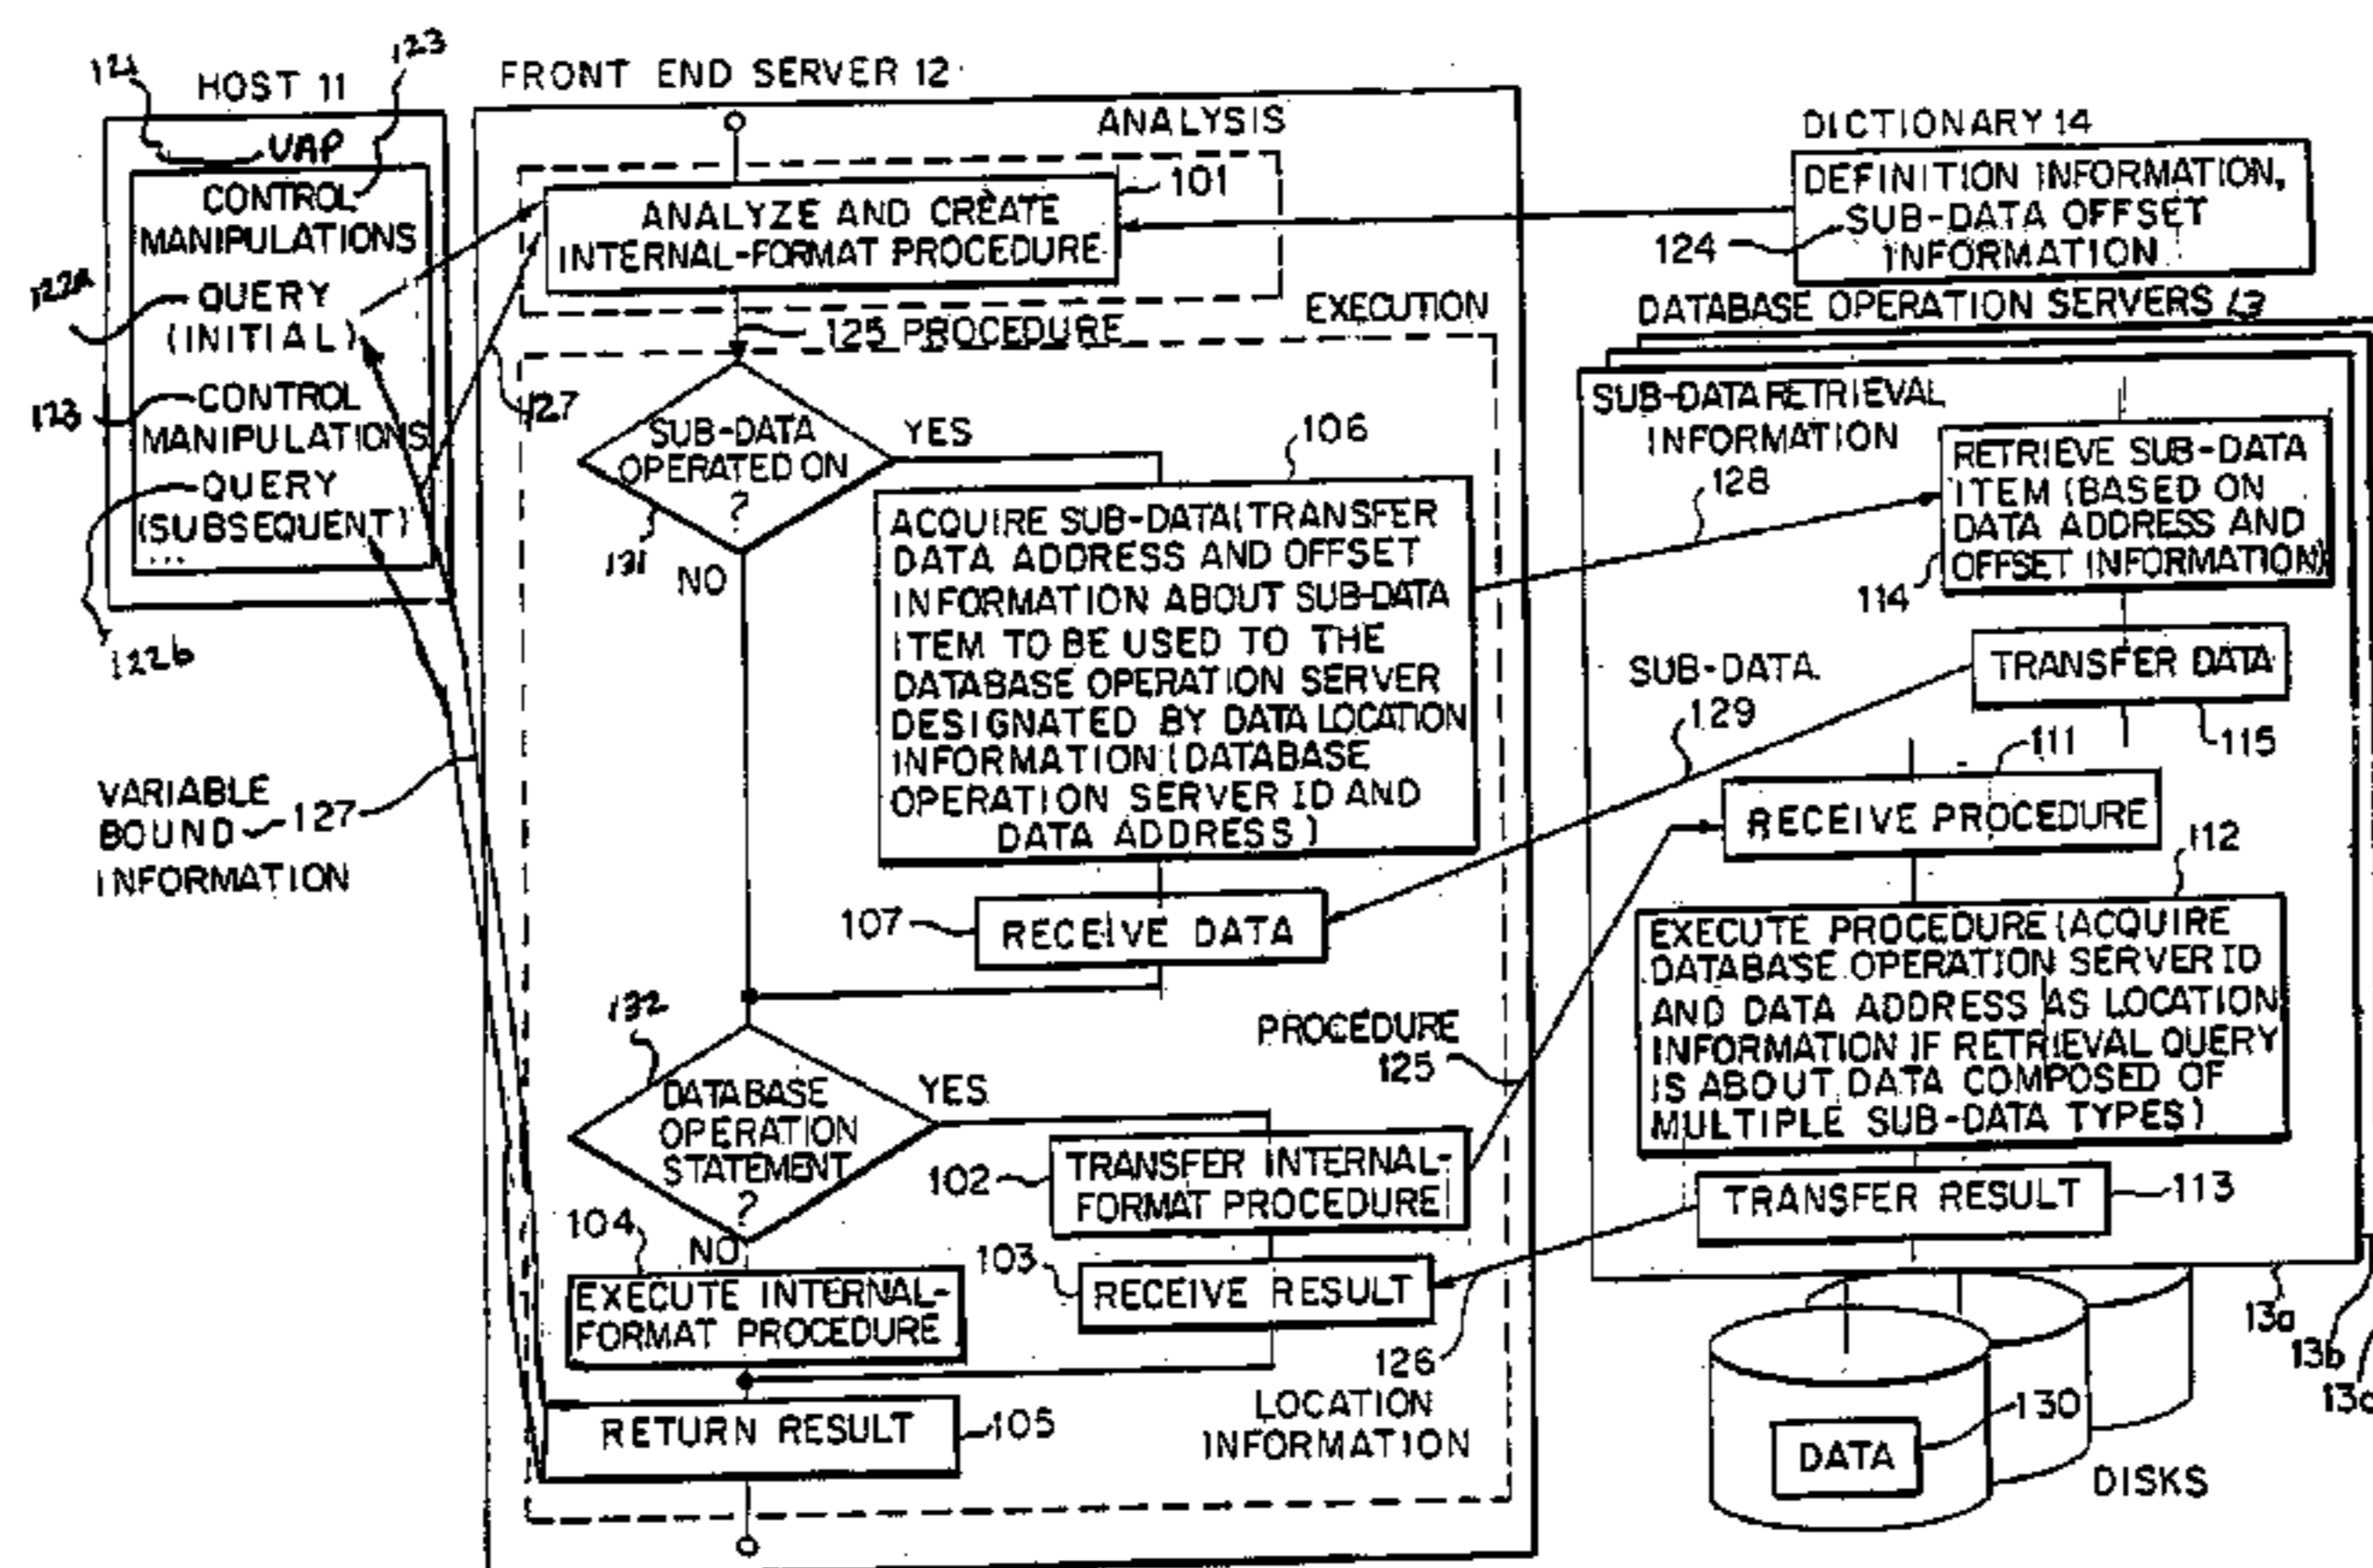 121
123
HOST 11
UAP
CONTROL
MANIPULATIONS
122a
QUERY
(INITIAL)
123
CONTROL
MANIPULATIONS
QUERY
(SUBSEQUENT)
...
122b
VARIABLE
BOUND 127
INFORMATION
FRONT END SERVER 12
ANALYSIS
101
ANALYZE AND CREATE
INTERNAL-FORMAT PROCEDURE
125 PROCEDURE
EXECUTION
127
SUB-DATA
OPERATED ON
?
131
YES
NO
106
ACQUIRE SUB-DATA (TRANSFER
DATA ADDRESS AND OFFSET
INFORMATION ABOUT SUB-DATA
ITEM TO BE USED TO THE
DATABASE OPERATION SERVER
DESIGNATED BY DATA LOCATION
INFORMATION (DATABASE
OPERATION SERVER ID AND
DATA ADDRESS)
107
RECEIVE DATA
132
DATABASE
OPERATION
STATEMENT
?
YES
NO
PROCEDURE
125
102
TRANSFER INTERNAL-
FORMAT PROCEDURE
104
EXECUTE INTERNAL-
FORMAT PROCEDURE
103
RECEIVE RESULT
126
LOCATION
INFORMATION
RETURN RESULT
105
DICTIONARY 14
DEFINITION INFORMATION,
SUB-DATA OFFSET
INFORMATION
124
DATABASE OPERATION SERVERS 13
SUB-DATA RETRIEVAL
INFORMATION
128
RETRIEVE SUB-DATA
ITEM (BASED ON
DATA ADDRESS AND
OFFSET INFORMATION)
114
SUB-DATA
129
TRANSFER DATA
115
111
RECEIVE PROCEDURE
112
EXECUTE PROCEDURE (ACQUIRE
DATABASE OPERATION SERVER ID
AND DATA ADDRESS AS LOCATION
INFORMATION IF RETRIEVAL QUERY
IS ABOUT DATA COMPOSED OF
MULTIPLE SUB-DATA TYPES)
TRANSFER RESULT
113
13a
13b
13c
130
DATA
DISKS